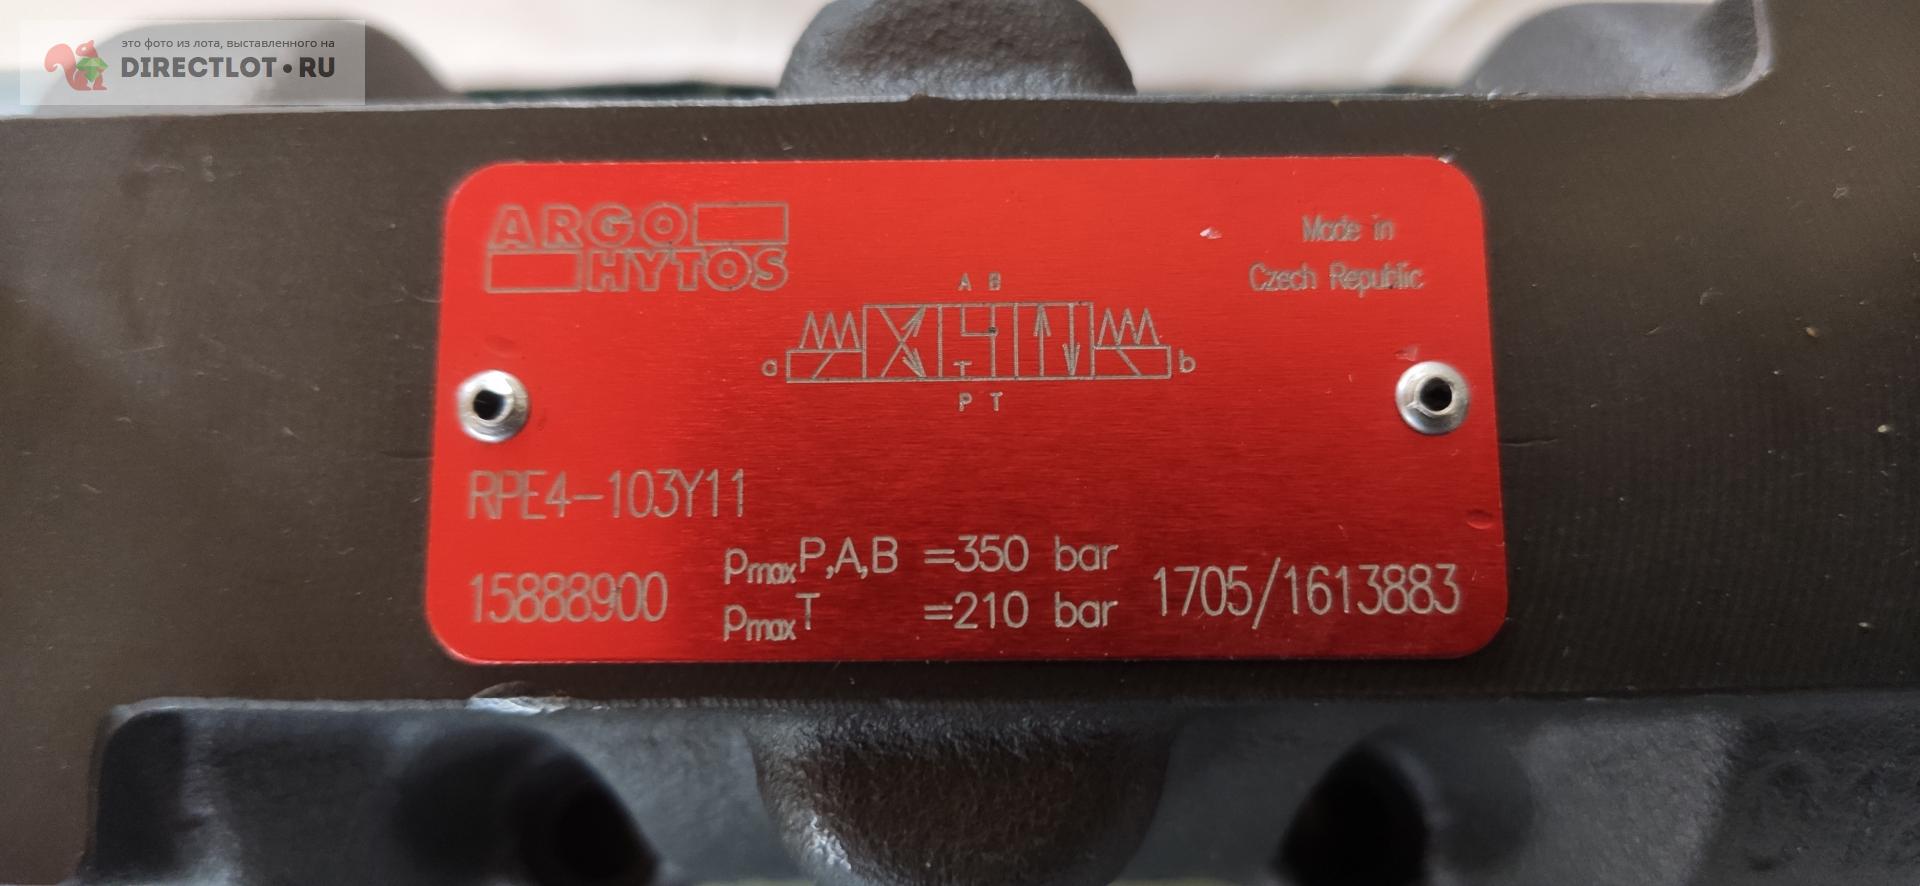 это фото из лота, выставленного на
DIRECTLOT•RU
ARGO
HYTOS
Made in
Czech Republic
A B
a
b
P T
RPE4-103Y11
15888900
pmaxP,A,B =350 bar
pmaxT =210 bar
1705/1613883